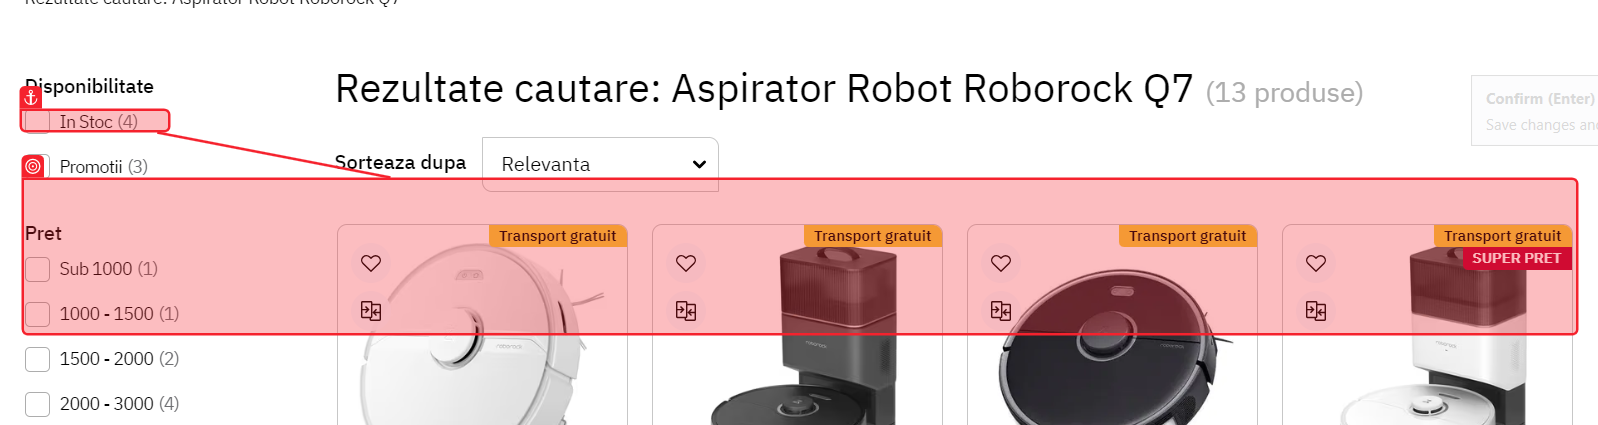 Rezultate cautare: Aspirator Robot Roborock Q7
Disponibilitate
In Stoc (4)
Promotii (3)
Pret
Sub 1000 (1)
1000 - 1500 (1)
1500 - 2000 (2)
2000 - 3000 (4)
Rezultate cautare: Aspirator Robot Roborock Q7 (13 produse)
Sorteaza dupa
Relevanta
Confirm (Enter)
Save changes an
Transport gratuit
Transport gratuit
Transport gratuit
Transport gratuit
SUPER PRET
roborock
roborock